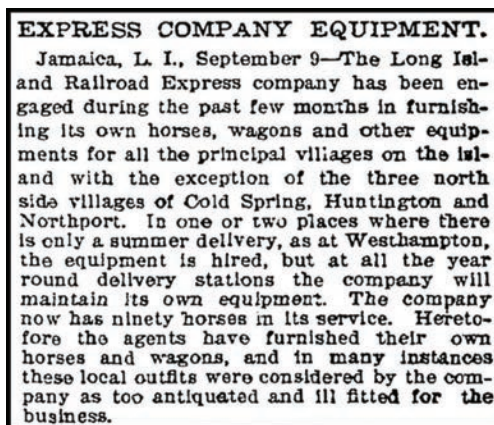 EXPRESS COMPANY EQUIPMENT.
Jamaica, L. I., September 9—The Long Isl-
and Railroad Express company has been en-
gaged during the past few months in furnish-
ing its own horses, wagons and other equip-
ments for all the principal villages on the isl-
and with the exception of the three north
side villages of Cold Spring, Huntington and
Northport. In one or two places where there
is only a summer delivery, as at Westhampton,
the equipment is hired, but at all the year
round delivery stations the company will
maintain its own equipment. The company
now has ninety horses in its service. Hereto-
fore the agents have furnished their own
horses and wagons, and in many instances
these local outfits were considered by the com-
pany as too antiquated and ill fitted for the
business.